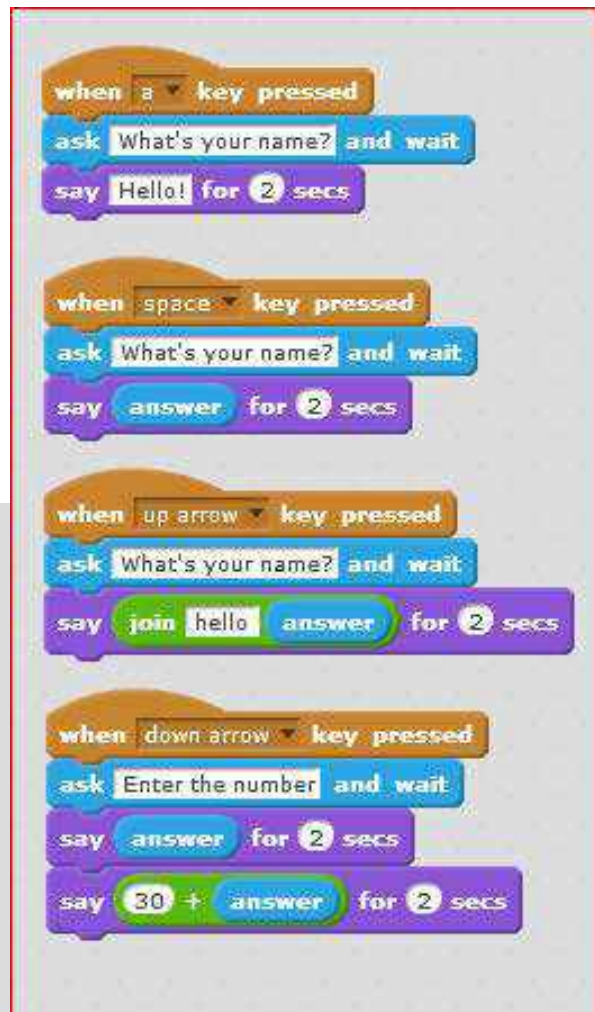 when a key pressed
ask What's your name? and wait
say Hello! for 2 secs
when space key pressed
ask What's your name? and wait
say answer for 2 secs
when up arrow key pressed
ask What's your name? and wait
say join hello answer for 2 secs
when down arrow key pressed
ask Enter the number and wait
say answer for 2 secs
say 30 + answer for 2 secs